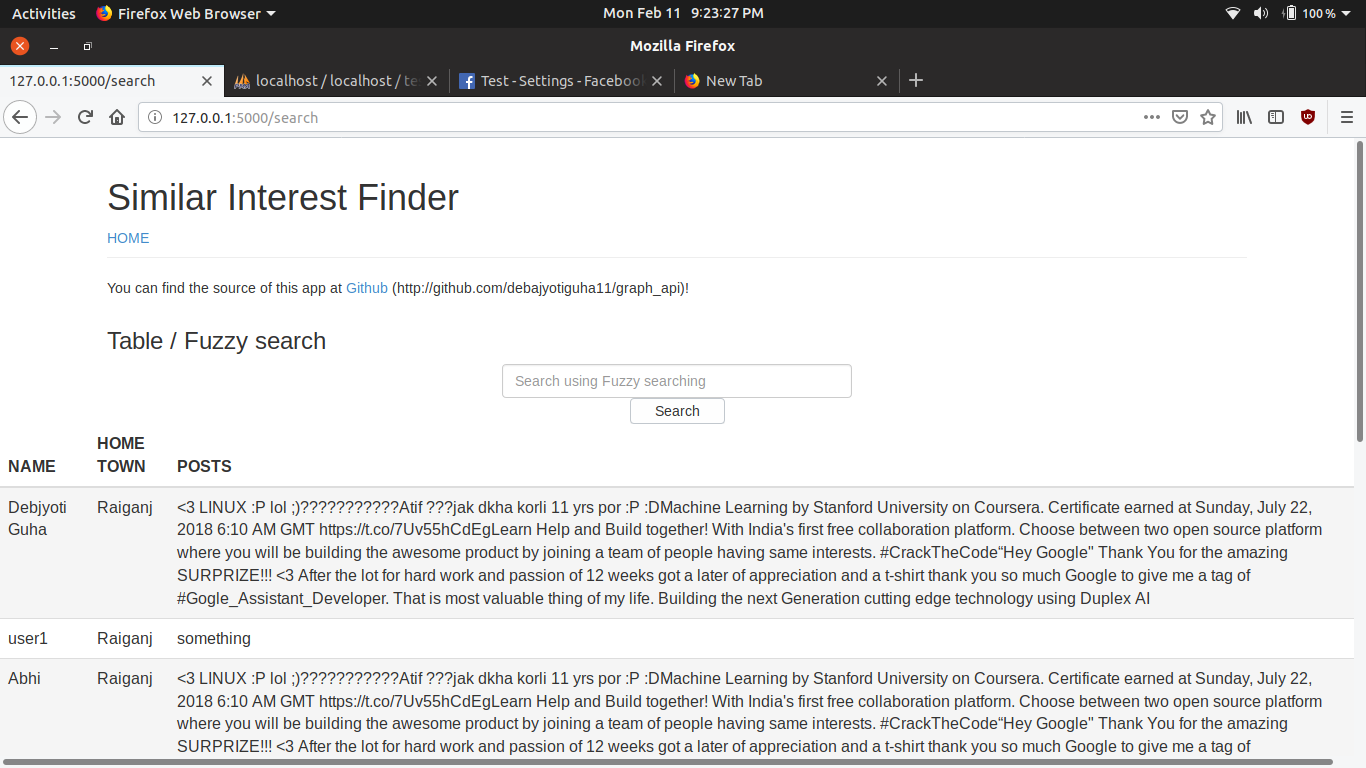 Activities Firefox Web Browser Mon Feb 11 9:23:27 PM 100 %
Mozilla Firefox
127.0.0.1:5000/search localhost / localhost / te Test - Settings - Facebook New Tab
127.0.0.1:5000/search
Similar Interest Finder
HOME
You can find the source of this app at Github (http://github.com/debajyotiguha11/graph_api)!
Table / Fuzzy search
Search using Fuzzy searching
Search
NAME HOME TOWN POSTS
Debjyoti Guha Raiganj <3 LINUX :P lol ;)???????????Atif ???jak dkha korli 11 yrs por :P :DMachine Learning by Stanford University on Coursera. Certificate earned at Sunday, July 22,
2018 6:10 AM GMT https://t.co/7Uv55hCdEgLearn Help and Build together! With India's first free collaboration platform. Choose between two open source platform
where you will be building the awesome product by joining a team of people having same interests. #CrackTheCode“Hey Google" Thank You for the amazing
SURPRIZE!!! <3 After the lot for hard work and passion of 12 weeks got a later of appreciation and a t-shirt thank you so much Google to give me a tag of
#Gogle_Assistant_Developer. That is most valuable thing of my life. Building the next Generation cutting edge technology using Duplex AI
user1 Raiganj something
Abhi Raiganj <3 LINUX :P lol ;)???????????Atif ???jak dkha korli 11 yrs por :P :DMachine Learning by Stanford University on Coursera. Certificate earned at Sunday, July 22,
2018 6:10 AM GMT https://t.co/7Uv55hCdEgLearn Help and Build together! With India's first free collaboration platform. Choose between two open source platform
where you will be building the awesome product by joining a team of people having same interests. #CrackTheCode“Hey Google" Thank You for the amazing
SURPRIZE!!! <3 After the lot for hard work and passion of 12 weeks got a later of appreciation and a t-shirt thank you so much Google to give me a tag of